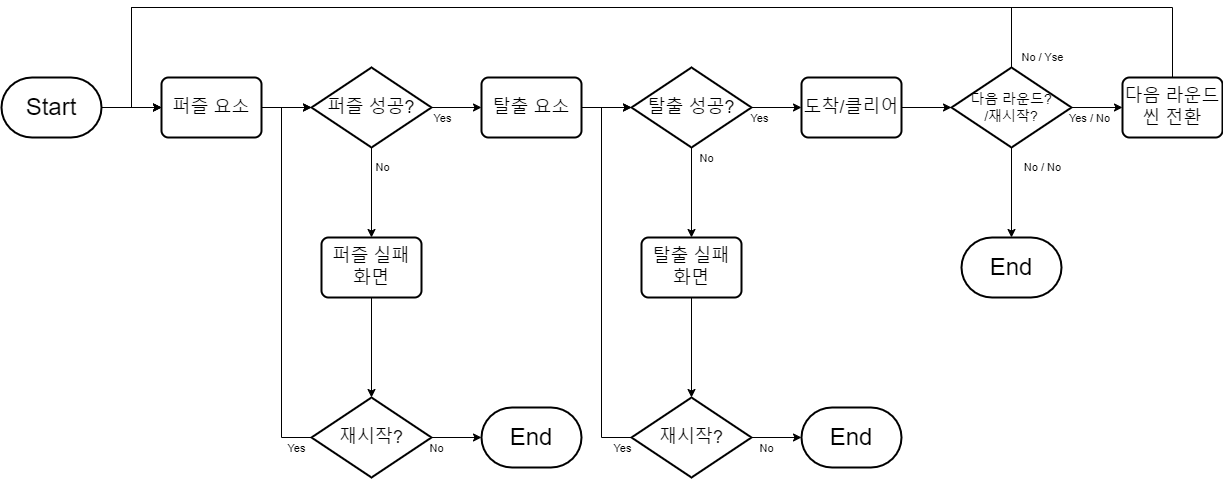 No / Yse
Start
퍼즐 요소
퍼즐 성공?
Yes
탈출 요소
탈출 성공?
Yes
도착/클리어
다음 라운드?
/재시작?
Yes / No
다음 라운드
씬 전환
No
No
No / No
퍼즐 실패
화면
탈출 실패
화면
End
재시작?
Yes
No
End
재시작?
Yes
No
End